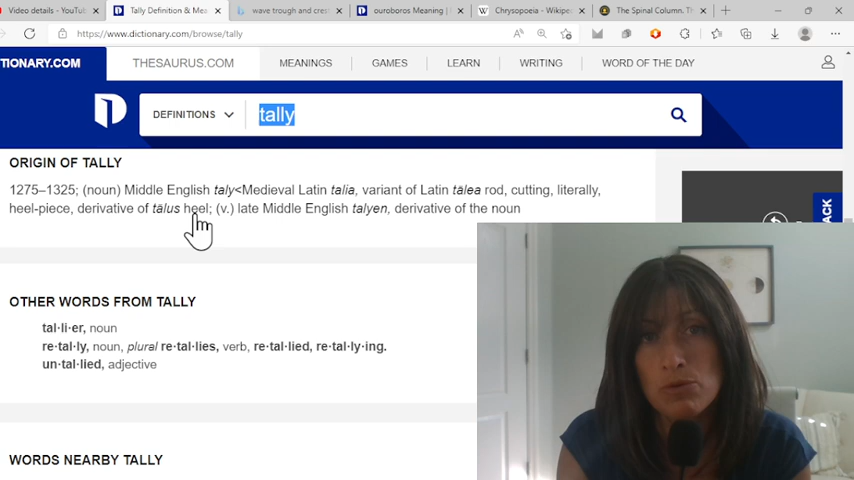 Video details - YouTub
Tally Definition & Mea
wave trough and cres
ouroboros Meaning |
Chrysopoeia - Wikipe
The Spinal Column. Th
https://www.dictionary.com/browse/tally
TIONARY.COM
THESAURUS.COM
MEANINGS
GAMES
LEARN
WRITING
WORD OF THE DAY
DEFINITIONS
tally
ORIGIN OF TALLY
1275–1325; (noun) Middle English taly<Medieval Latin talia, variant of Latin tālea rod, cutting, literally,
heel-piece, derivative of tālus heel; (v.) late Middle English talyen, derivative of the noun
ACK
OTHER WORDS FROM TALLY
tal·li·er, noun
re·tal·ly, noun, plural re·tal·lies, verb, re·tal·lied, re·tal·ly·ing.
un·tal·lied, adjective
WORDS NEARBY TALLY